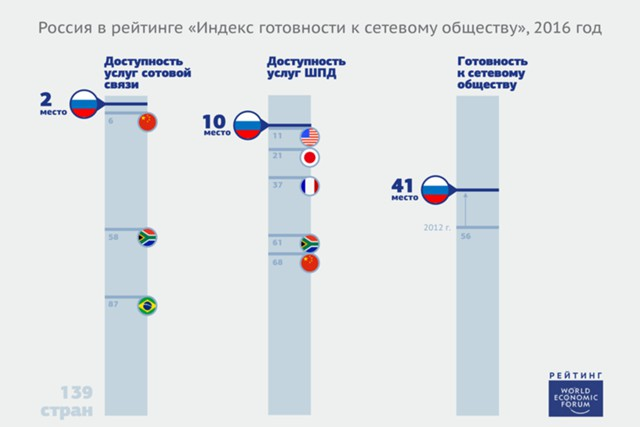 Россия в рейтинге «Индекс готовности к сетевому обществу», 2016 год
Доступность
услуг сотовой
связи
2
место
6
58
87
Доступность
услуг ШПД
10
место
11
21
37
61
68
Готовность
к сетевому
обществу
41
место
2012 г.
56
139
стран
РЕЙТИНГ
WORLD
ECONOMIC
FORUM